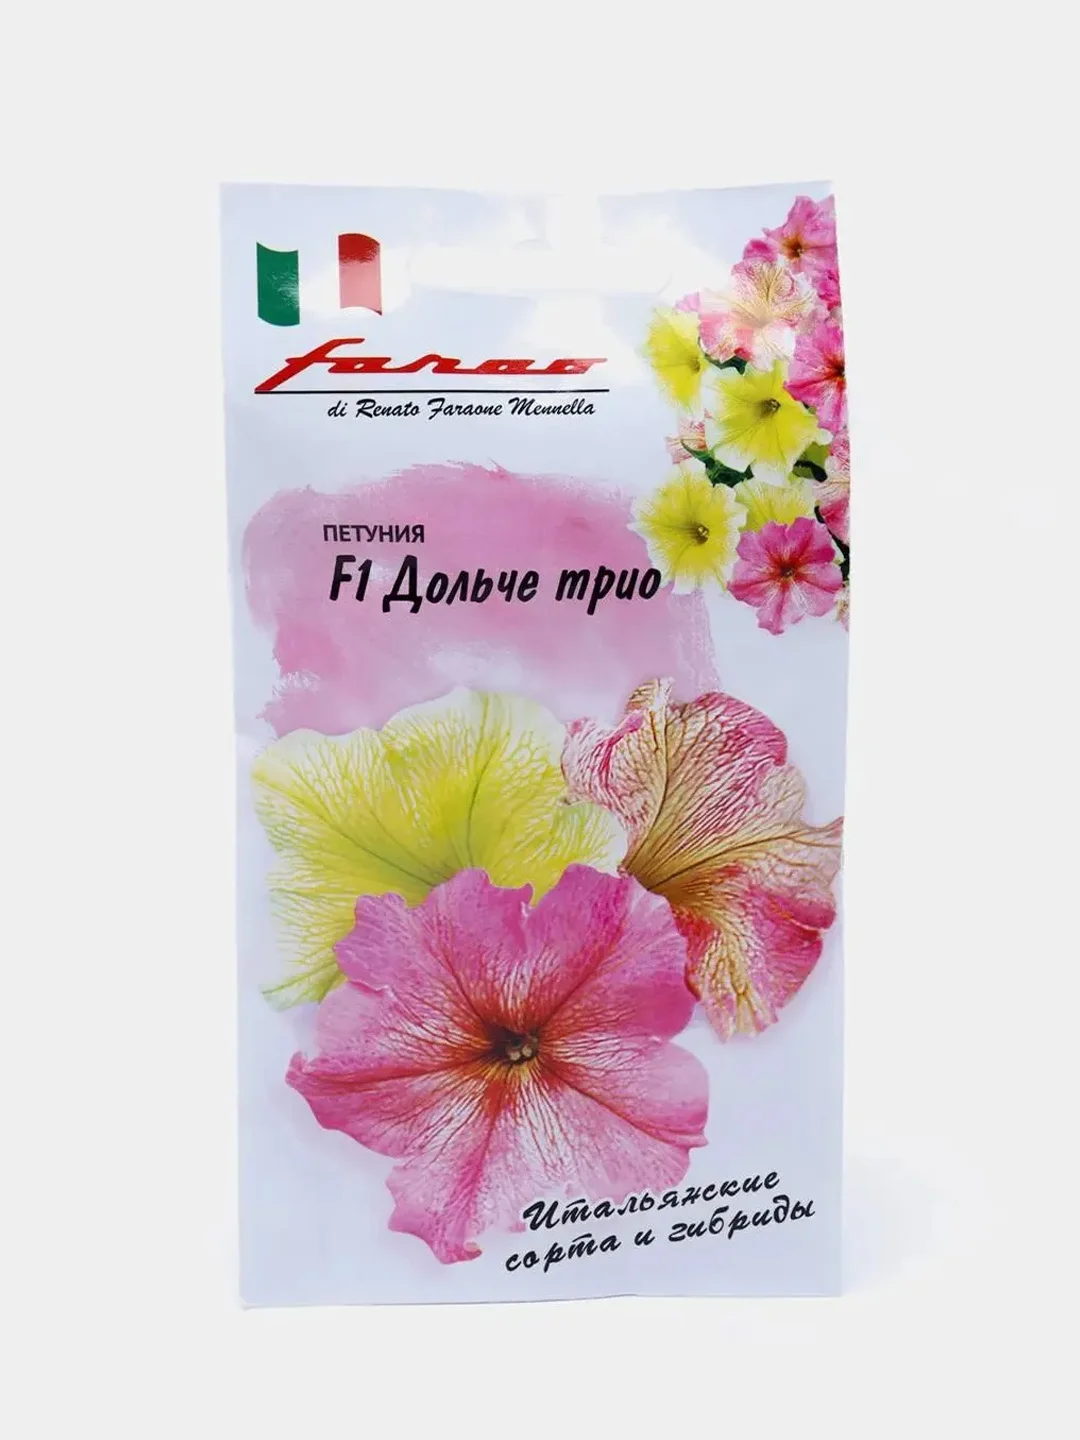 farao
di Renato Faraone Mennella
ПЕТУНИЯ
F1 Дольче трио
Итальянские
сорта и гибриды